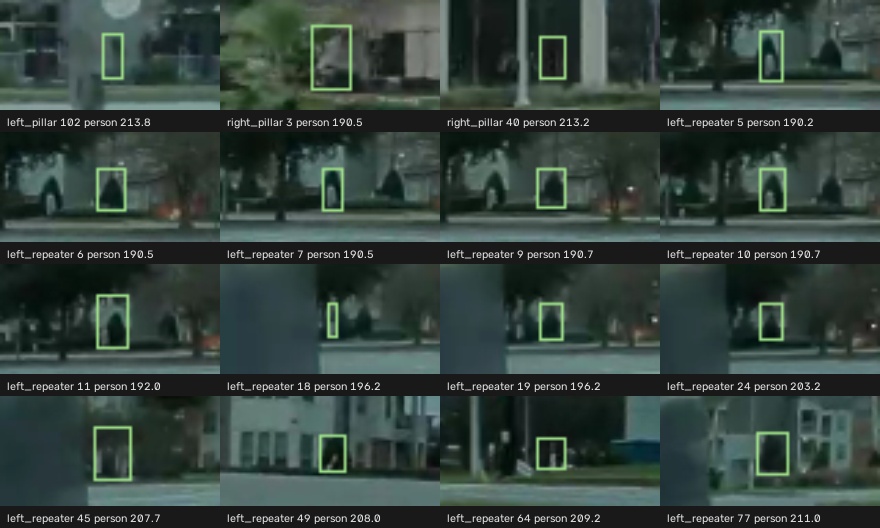 left_pillar 102 person 213.8
right_pillar 3 person 190.5
right_pillar 40 person 213.2
left_repeater 5 person 190.2
left_repeater 6 person 190.5
left_repeater 7 person 190.5
left_repeater 9 person 190.7
left_repeater 10 person 190.7
left_repeater 11 person 192.0
left_repeater 18 person 196.2
left_repeater 19 person 196.2
left_repeater 24 person 203.2
left_repeater 45 person 207.7
left_repeater 49 person 208.0
left_repeater 64 person 209.2
left_repeater 77 person 211.0